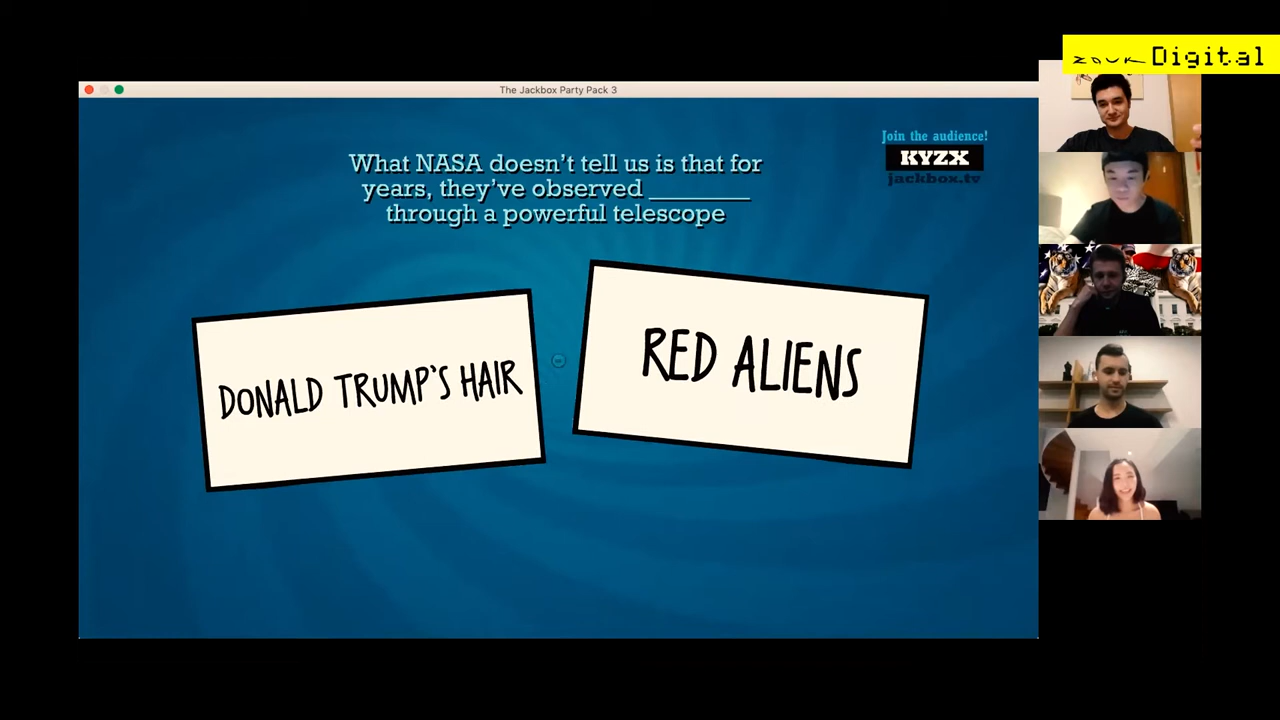 zouk Digital
The Jackbox Party Pack 3
Join the audience!
KYZX
jackbox.tv
What NASA doesn't tell us is that for
years, they've observed ________
through a powerful telescope
DONALD TRUMP'S HAIR
RED ALIENS